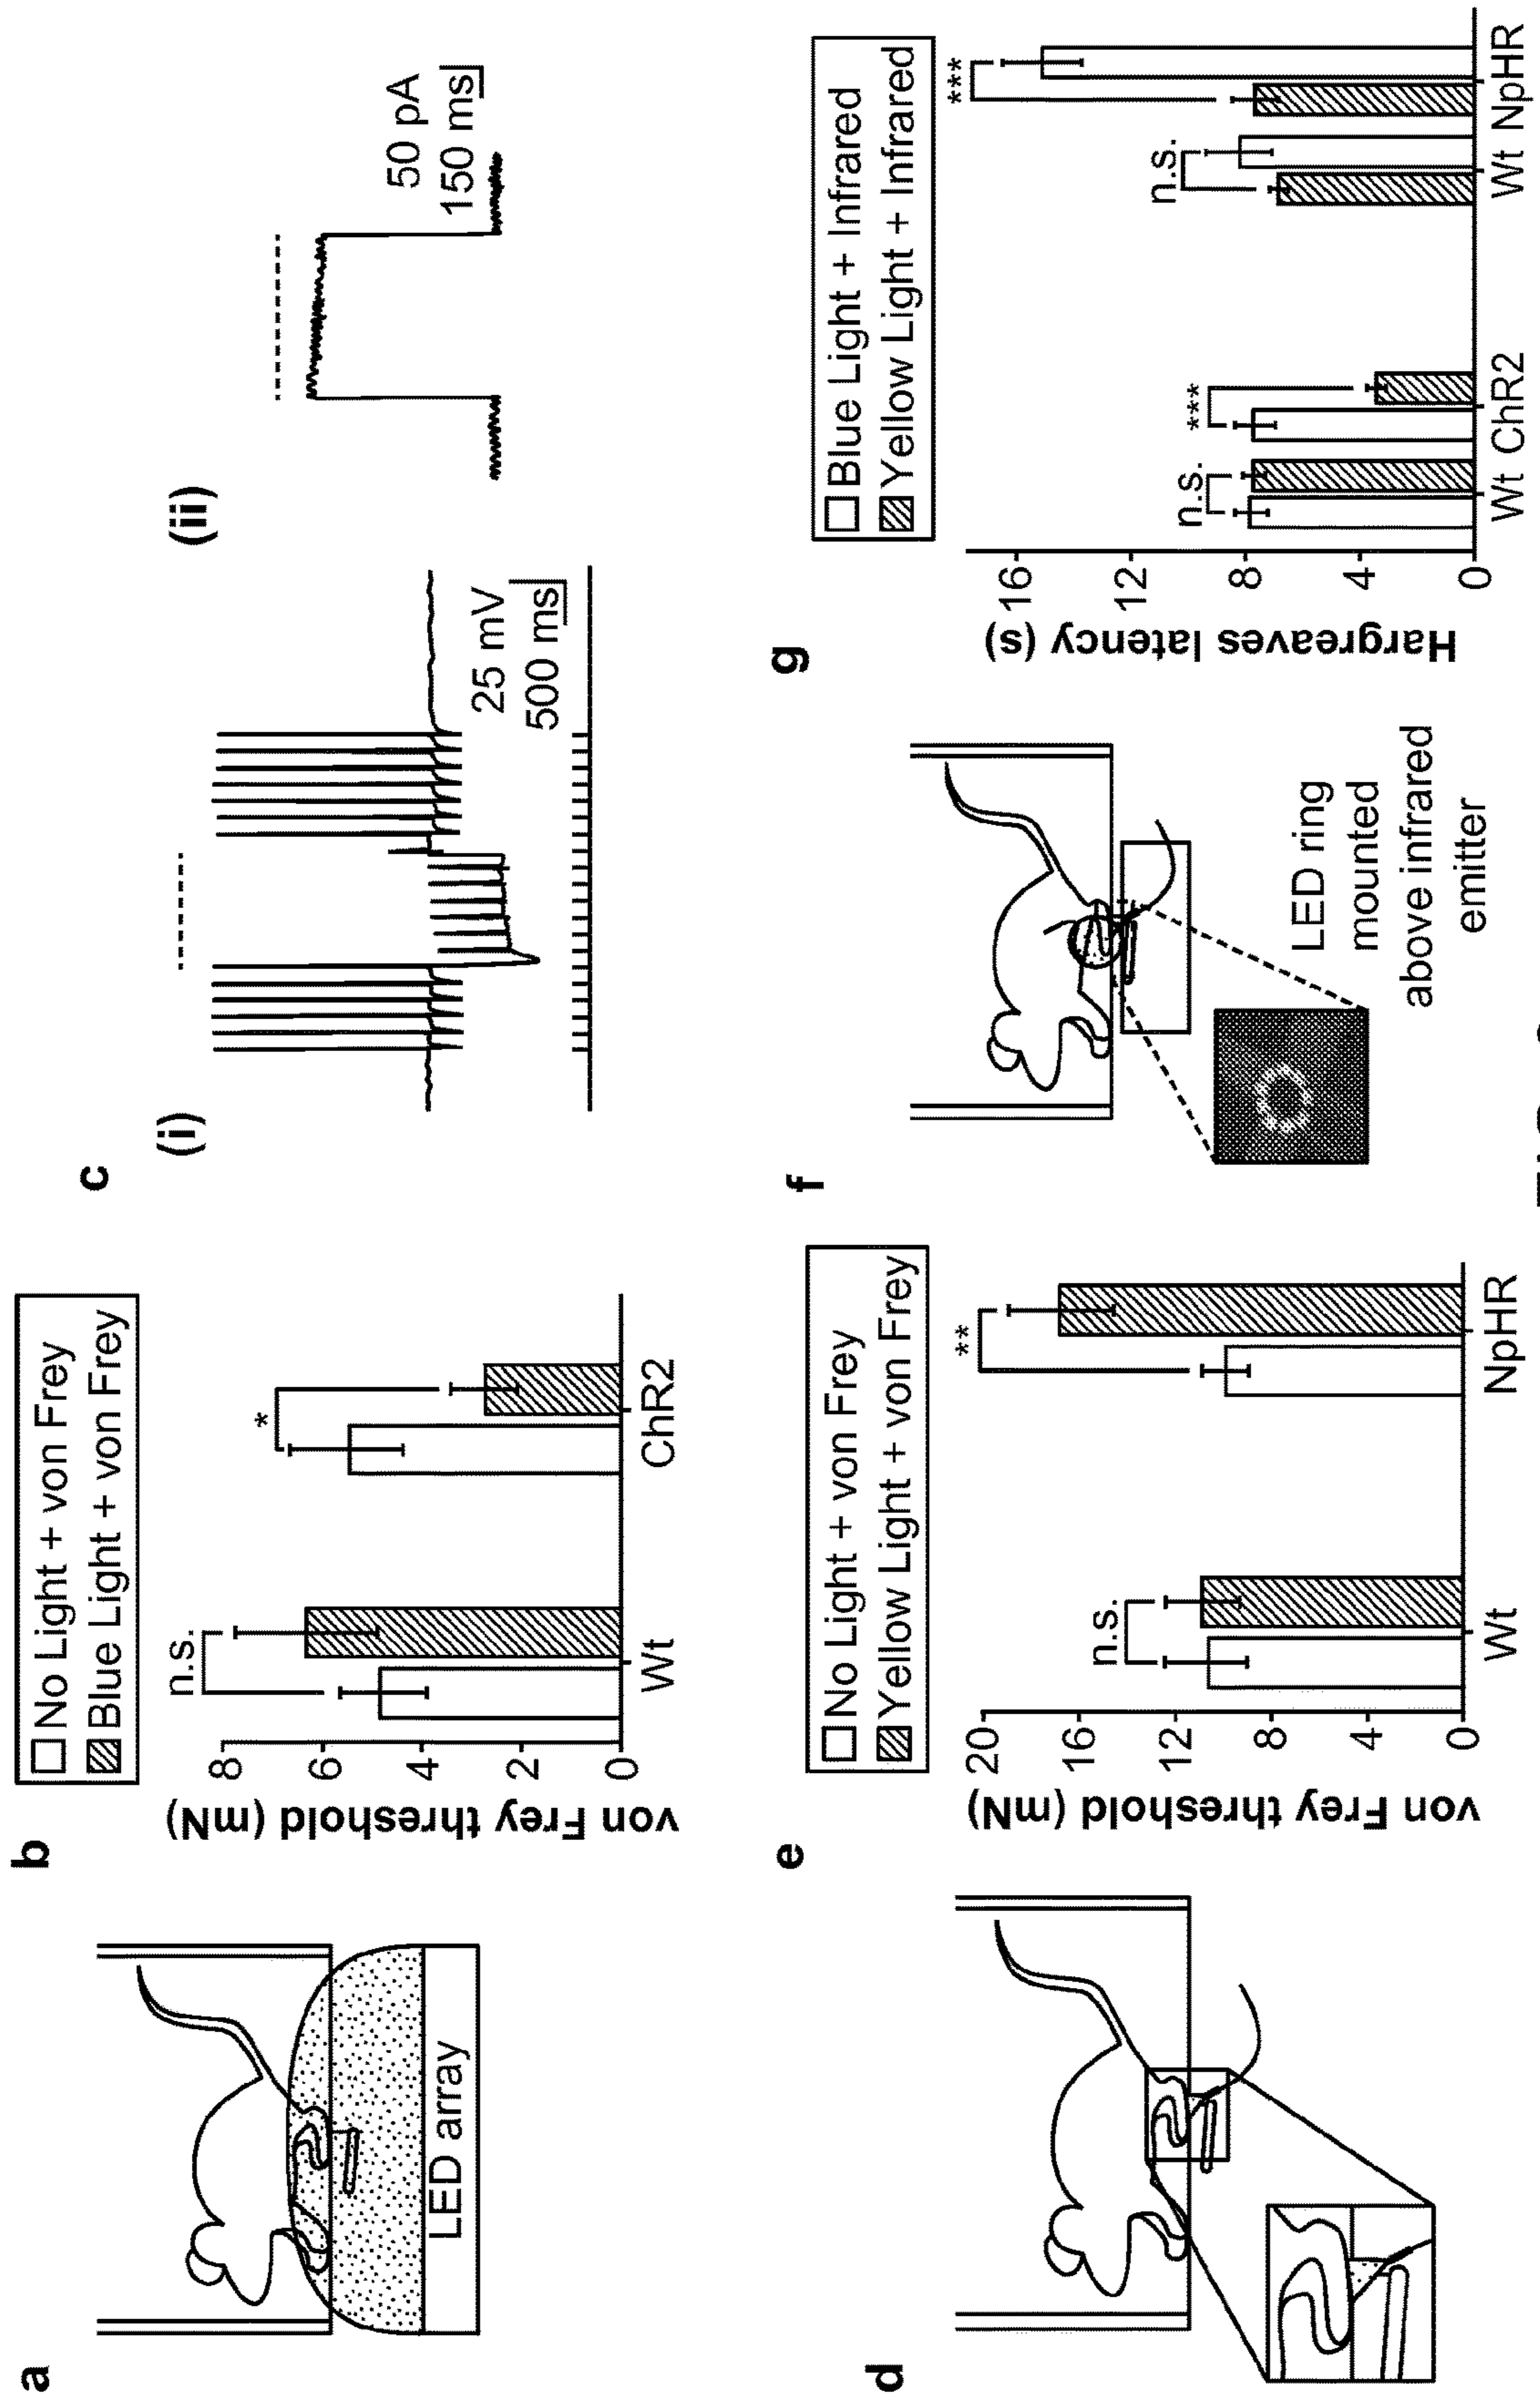 a
LED array
b
No Light + von Frey
Blue Light + von Frey
von Frey threshold (mN)
8
6
4
2
0
n.s.
*
Wt
ChR2
c
(i)
25 mV
500 ms
(ii)
50 pA
150 ms
d
e
No Light + von Frey
Yellow Light + von Frey
von Frey threshold (mN)
20
16
12
8
4
0
n.s.
**
Wt
NpHR
f
LED ring
mounted
above infrared
emitter
g
Blue Light + Infrared
Yellow Light + Infrared
Hargreaves latency (s)
16
12
8
4
0
n.s.
***
n.s.
***
Wt
ChR2
Wt
NpHR